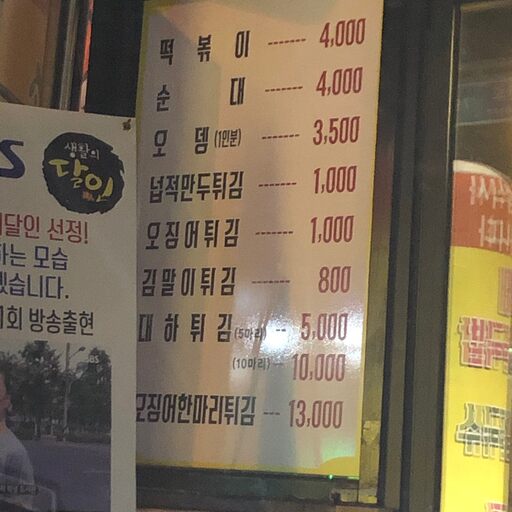 떡볶이 ------- 4,000
순대 ------- 4,000
오뎅(1인분) ------- 3,500
넙적만두튀김 ------- 1,000
오징어튀김 ------- 1,000
김말이튀김 ------- 800
대하튀김(5마리) -- 5,000
(10마리) --- 10,000
오징어한마리튀김 --- 13,000
S
생활의
달인
달인 선정!
하는 모습
겠습니다.
회 방송출현